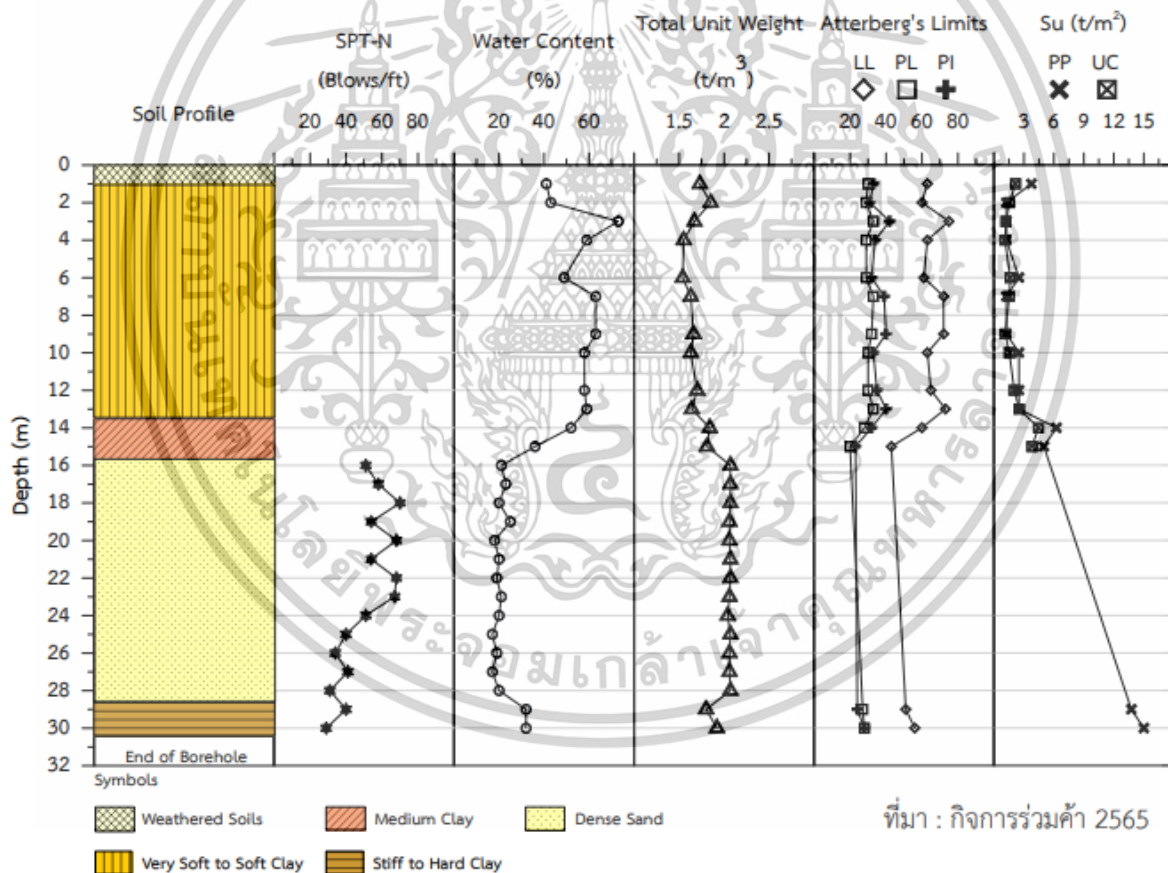 SPT-N
(Blows/ft)
Water Content
(%)
Total Unit Weight
(t/m3)
Atterberg's Limits
LL PL PI
Su (t/m2)
PP UC
Soil Profile
20 40 60 80
20 40 60
1.5 2 2.5
20 40 60 80
3 6 9 12 15
Depth (m)
0
2
4
6
8
10
12
14
16
18
20
22
24
26
28
30
32
End of Borehole
Symbols
Weathered Soils
Medium Clay
Dense Sand
Very Soft to Soft Clay
Stiff to Hard Clay
ที่มา : กิจการร่วมค้า 2565